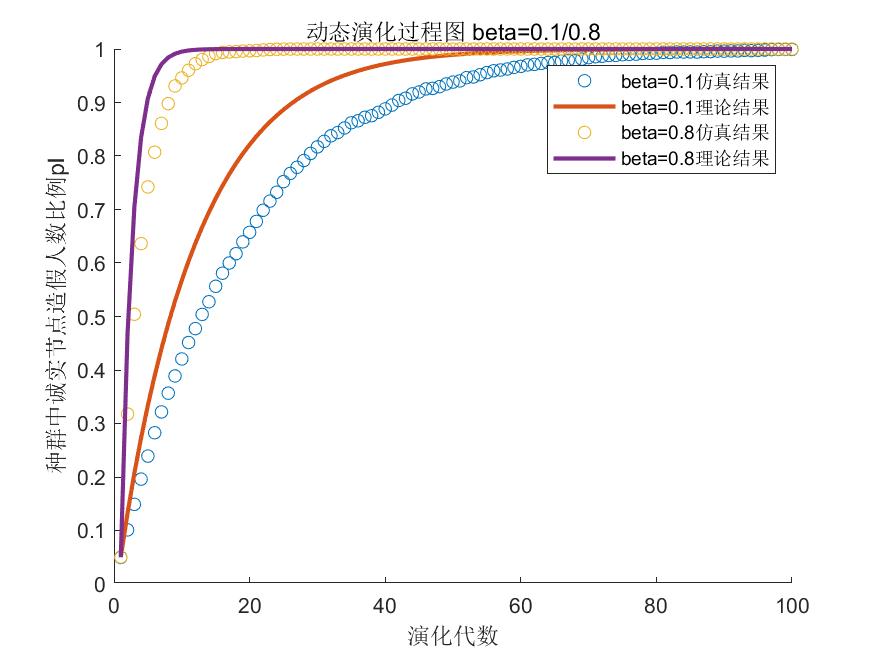 动态演化过程图 beta=0.1/0.8
1
0.9
0.8
0.7
0.6
0.5
0.4
0.3
0.2
0.1
0
种群中诚实节点造假人数比例pI
beta=0.1仿真结果
beta=0.1理论结果
beta=0.8仿真结果
beta=0.8理论结果
0 20 40 60 80 100
演化代数